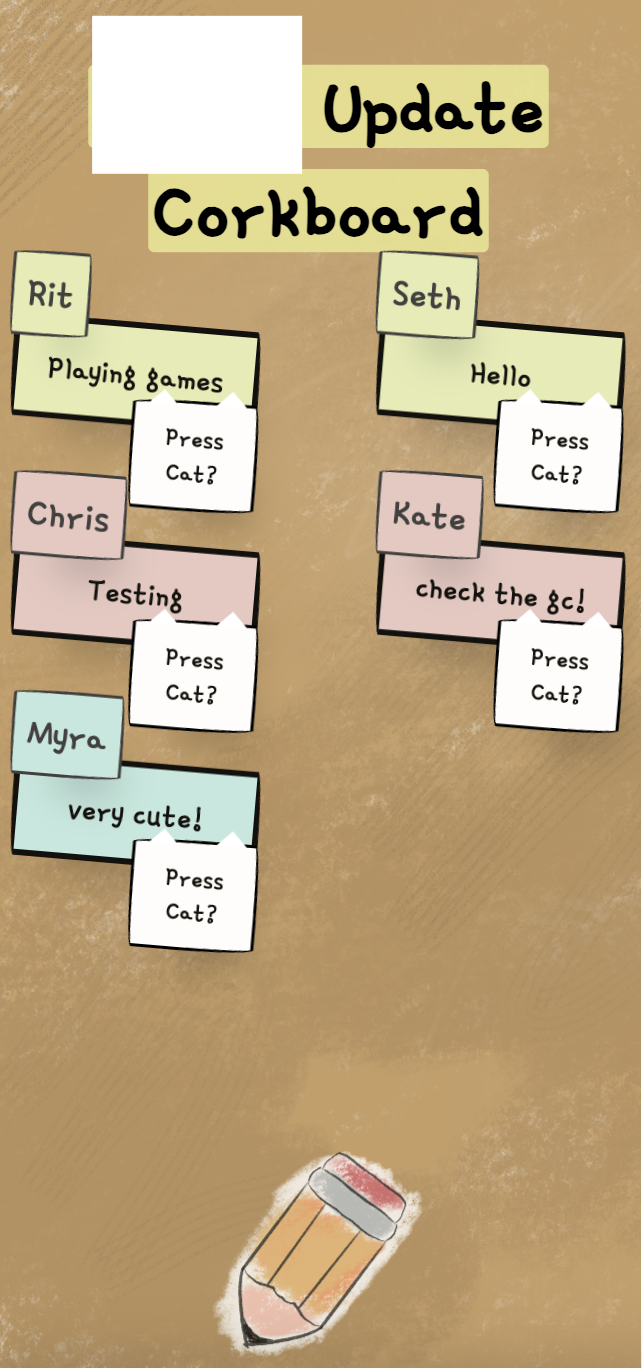 Update
Corkboard
Rit
Playing games
Press
Cat?
Seth
Hello
Press
Cat?
Chris
Testing
Press
Cat?
Kate
check the gc!
Press
Cat?
Myra
very cute!
Press
Cat?